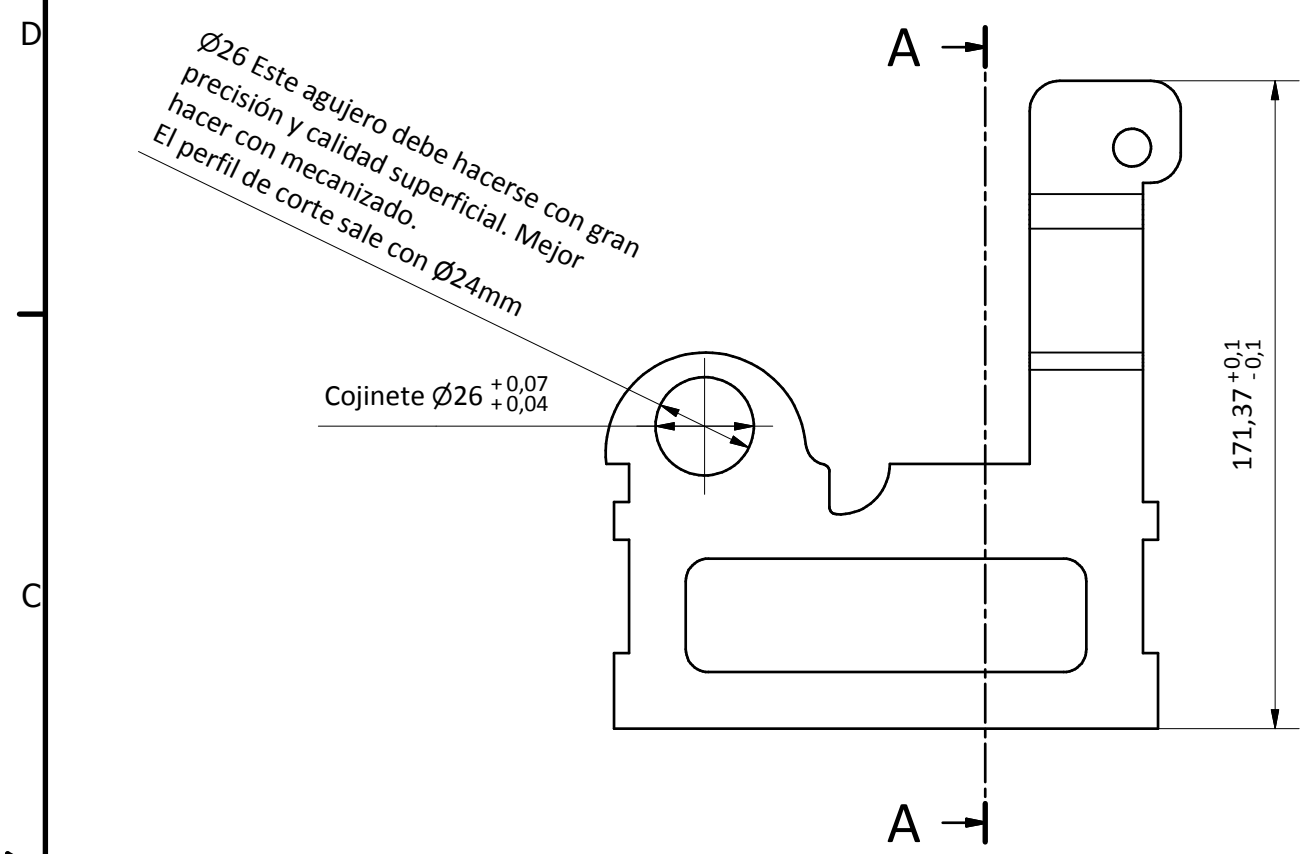 D
A
Ø26 Este agujero debe hacerse con gran
precisión y calidad superficial. Mejor
hacer con mecanizado.
El perfil de corte sale con Ø24mm
Cojinete Ø26 +0,07
+0,04
171,37 +0,1
-0,1
C
A